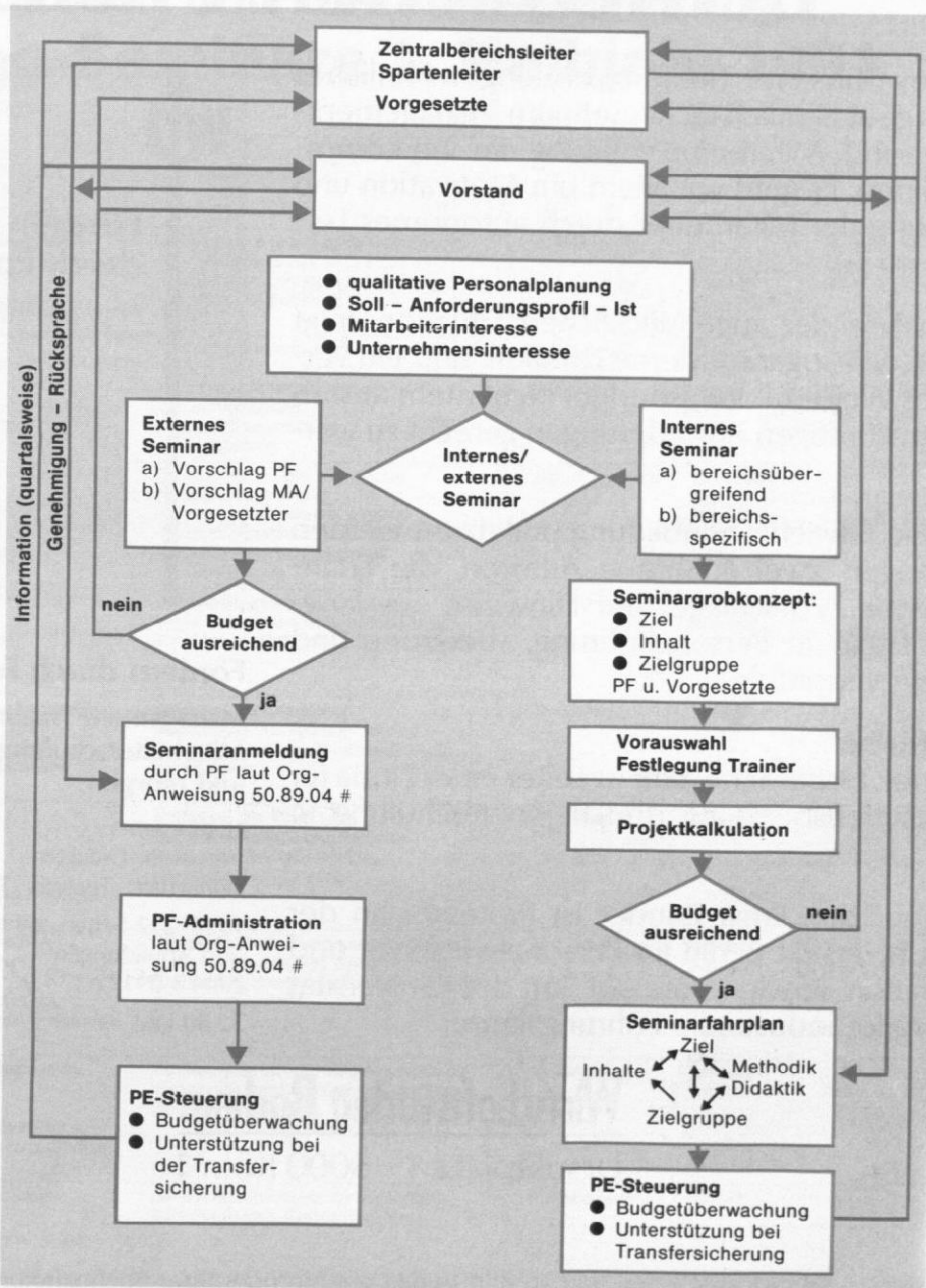 Zentralbereichsleiter
Spartenleiter
Vorgesetzte
Vorstand
● qualitative Personalplanung
● Soll – Anforderungsprofil – Ist
● Mitarbeiterinteresse
● Unternehmensinteresse
Information (quartalsweise)
Genehmigung – Rücksprache
Externes
Seminar
a) Vorschlag PF
b) Vorschlag MA/
Vorgesetzter
Internes/
externes
Seminar
Internes
Seminar
a) bereichsüber-
greifend
b) bereichs-
spezifisch
nein
Budget
ausreichend
ja
Seminargrobkonzept:
● Ziel
● Inhalt
● Zielgruppe
PF u. Vorgesetzte
Seminaranmeldung
durch PF laut Org-
Anweisung 50.89.04 #
Vorauswahl
Festlegung Trainer
Projektkalkulation
PF-Administration
laut Org-Anwei-
sung 50.89.04 #
Budget
ausreichend
nein
ja
Seminarfahrplan
Ziel
Inhalte
Methodik
Didaktik
Zielgruppe
PE-Steuerung
● Budgetüberwachung
● Unterstützung bei
der Transfer-
sicherung
PE-Steuerung
● Budgetüberwachung
● Unterstützung bei
Transfersicherung